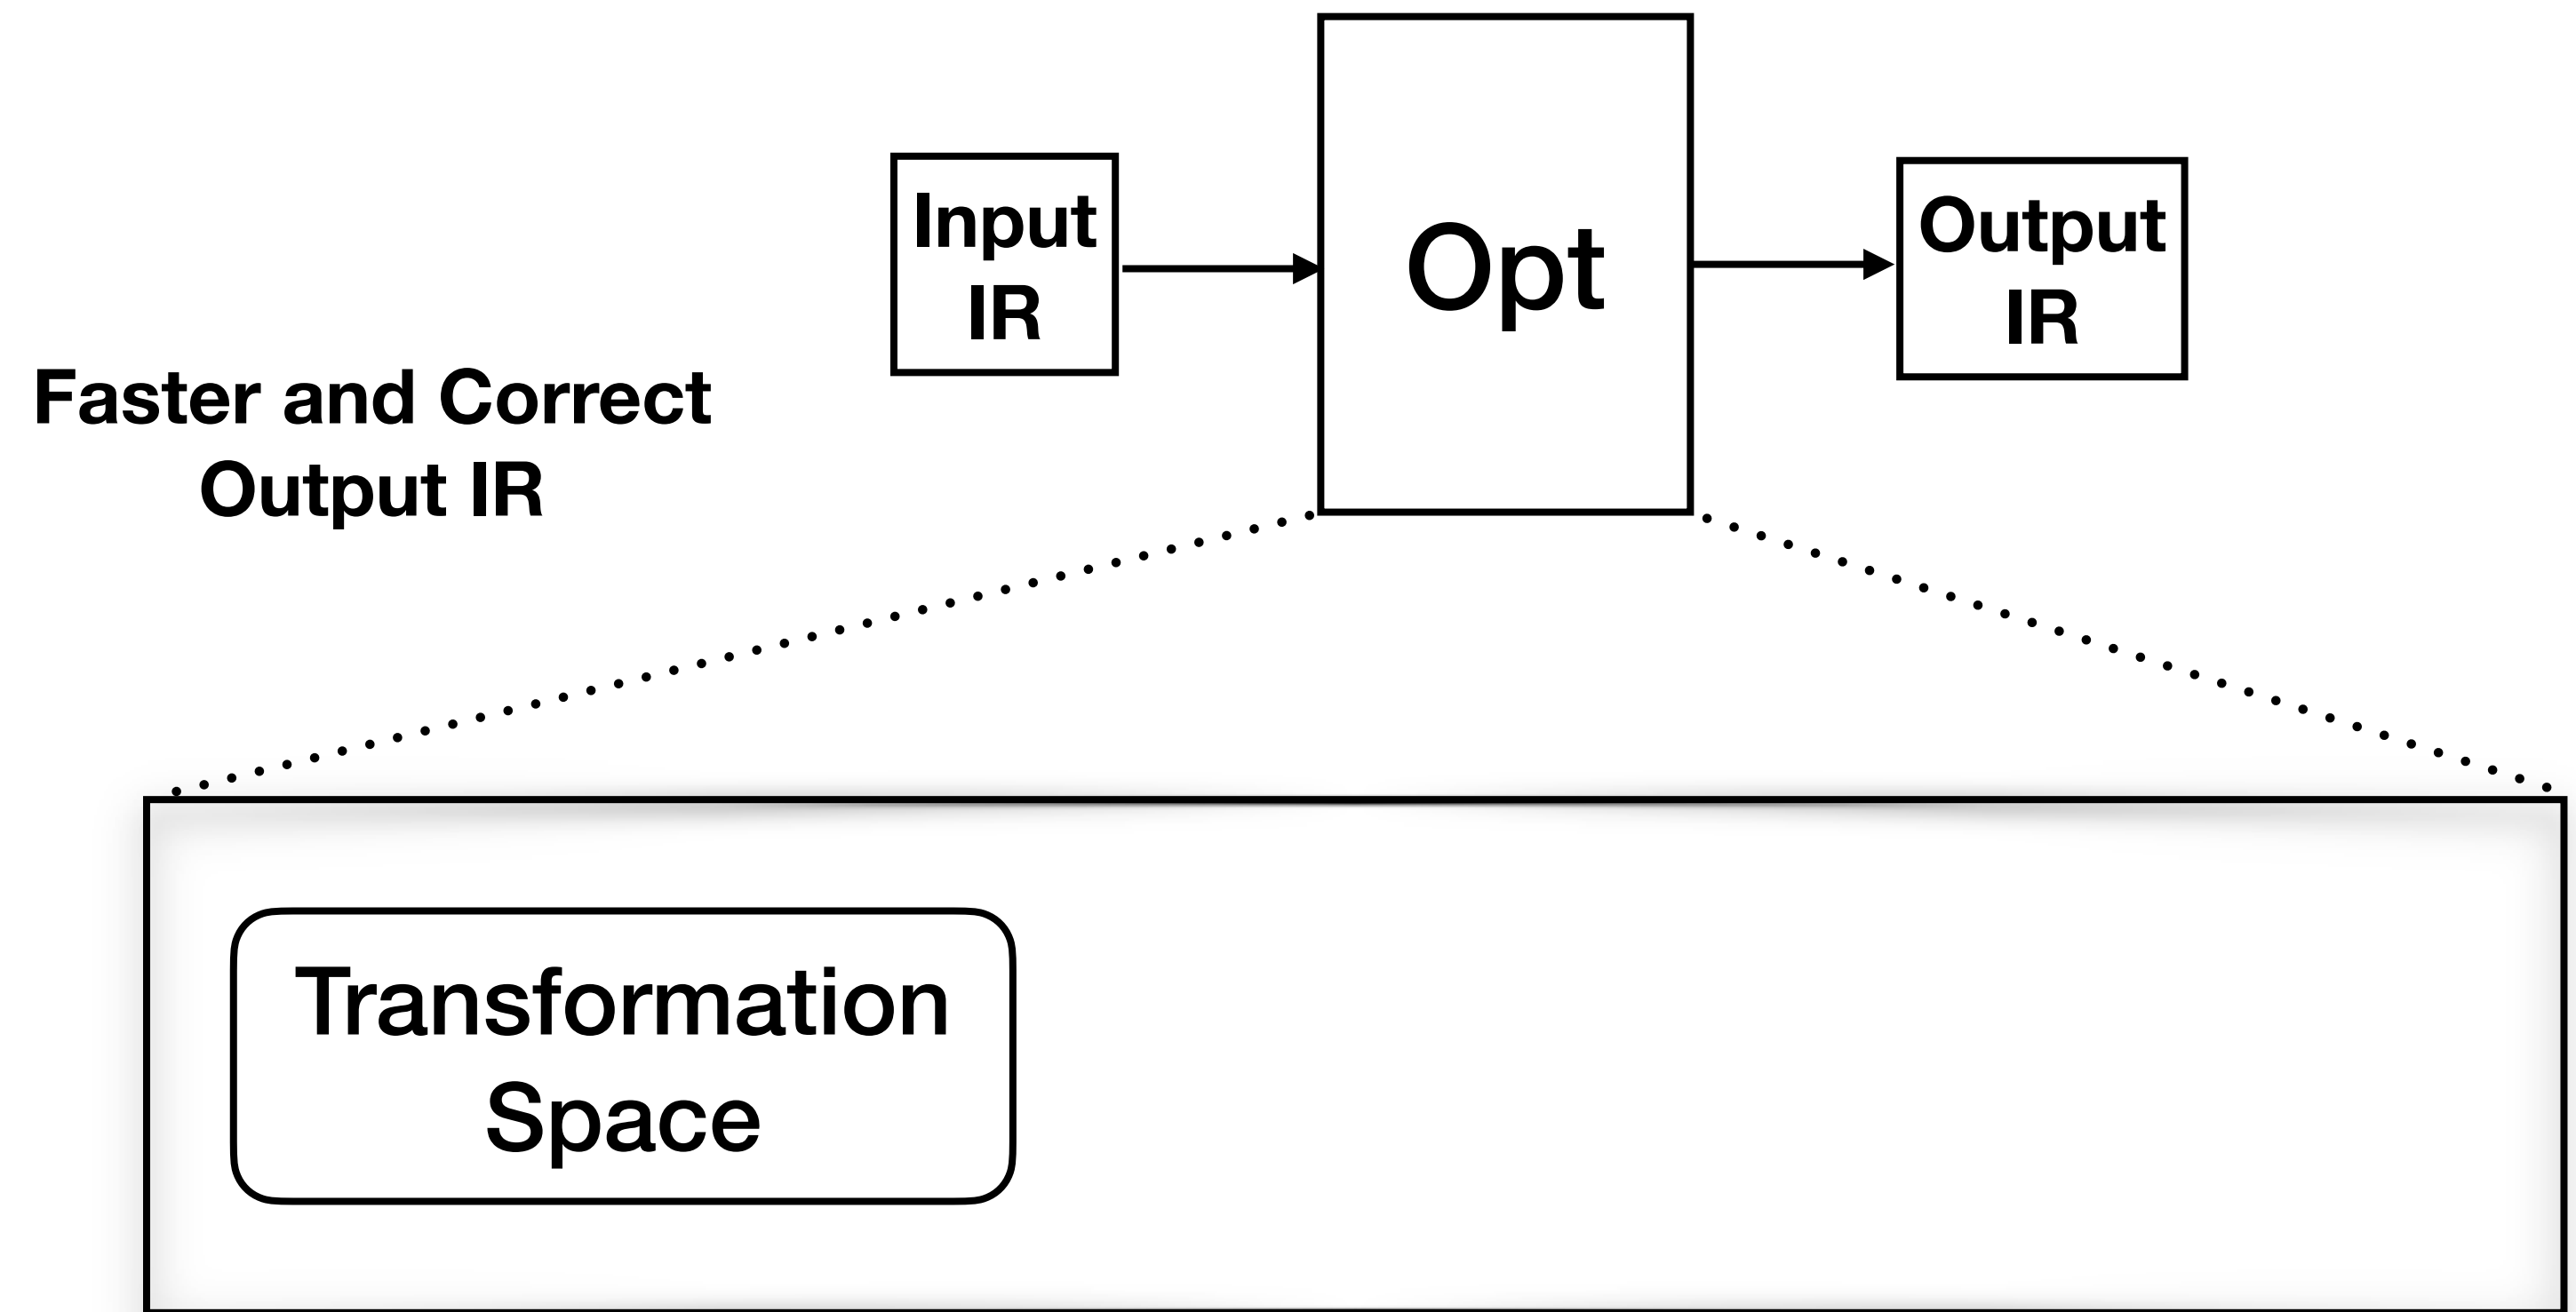 Input
IR
Opt
Output
IR
Faster and Correct
Output IR
Transformation
Space